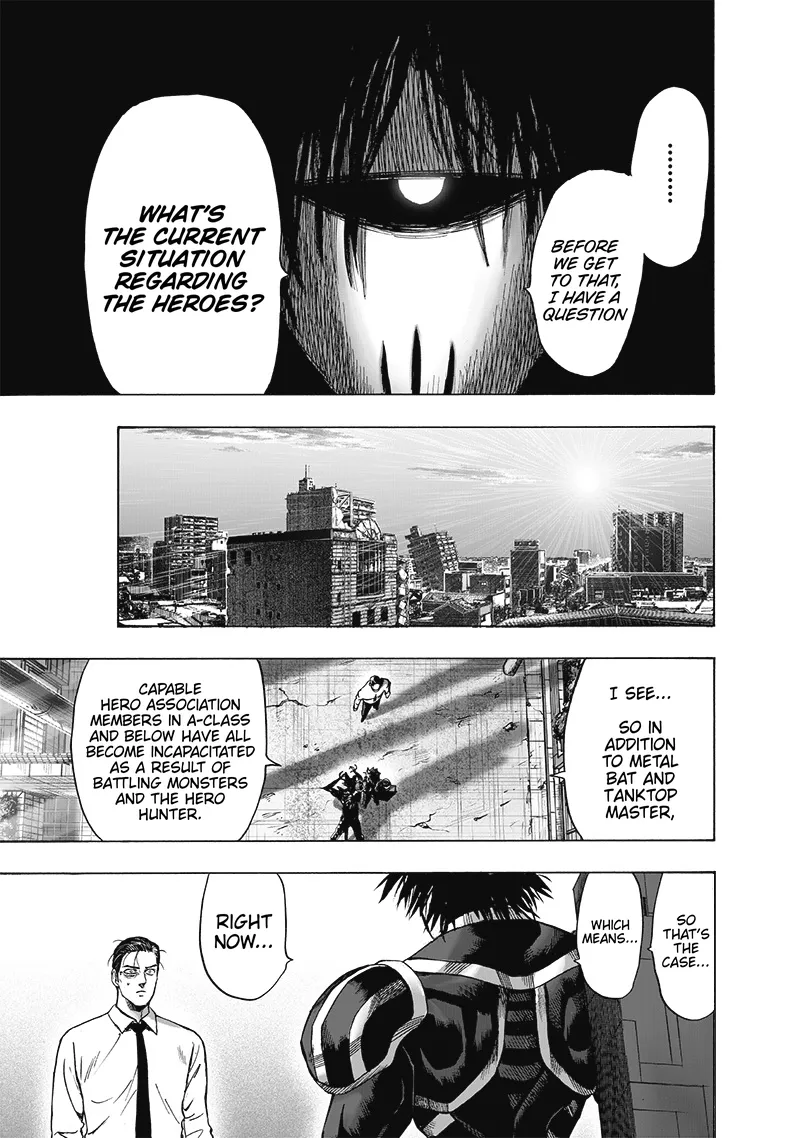 .........
BEFORE
WE GET
TO THAT,
I HAVE A
QUESTION
WHAT'S
THE CURRENT
SITUATION
REGARDING
THE HEROES?
I SEE...
SO IN
ADDITION
TO METAL
BAT AND
TANKTOP
MASTER,
CAPABLE
HERO ASSOCIATION
MEMBERS IN A-CLASS
AND BELOW HAVE ALL
BECOME INCAPACITATED
AS A RESULT OF
BATTLING MONSTERS
AND THE HERO
HUNTER.
SO
THAT'S
THE
CASE...
WHICH
MEANS...
RIGHT
NOW...